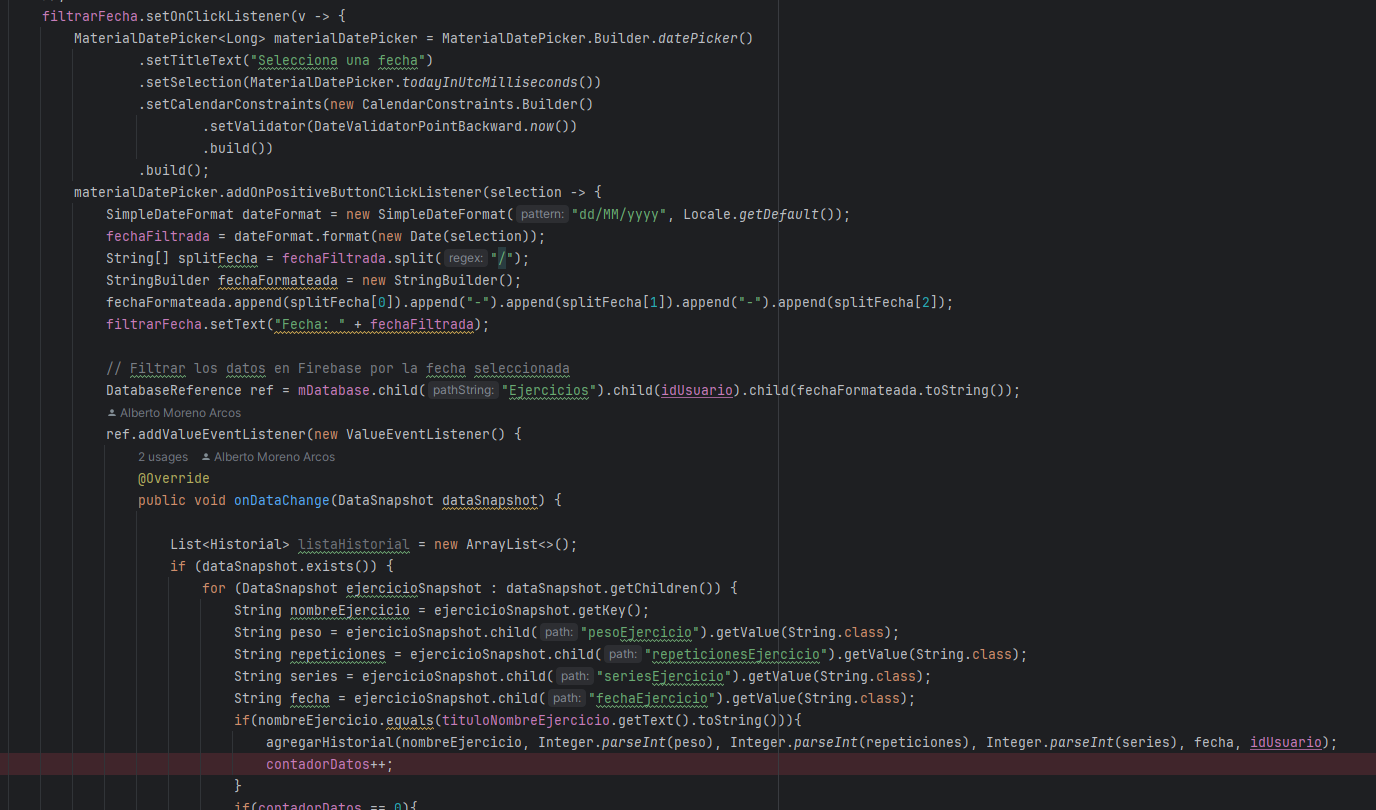 filtrarFecha.setOnClickListener(v -> {
MaterialDatePicker<Long> materialDatePicker = MaterialDatePicker.Builder.datePicker()
.setTitleText("Selecciona una fecha")
.setSelection(MaterialDatePicker.todayInUtcMilliseconds())
.setCalendarConstraints(new CalendarConstraints.Builder()
.setValidator(DateValidatorPointBackward.now())
.build())
.build();
materialDatePicker.addOnPositiveButtonClickListener(selection -> {
SimpleDateFormat dateFormat = new SimpleDateFormat( pattern: "dd/MM/yyyy", Locale.getDefault());
fechaFiltrada = dateFormat.format(new Date(selection));
String[] splitFecha = fechaFiltrada.split( regex: "/");
StringBuilder fechaFormateada = new StringBuilder();
fechaFormateada.append(splitFecha[0]).append("-").append(splitFecha[1]).append("-").append(splitFecha[2]);
filtrarFecha.setText("Fecha: " + fechaFiltrada);
// Filtrar los datos en Firebase por la fecha seleccionada
DatabaseReference ref = mDatabase.child( pathString: "Ejercicios").child(idUsuario).child(fechaFormateada.toString());
Alberto Moreno Arcos
ref.addValueEventListener(new ValueEventListener() {
2 usages Alberto Moreno Arcos
@Override
public void onDataChange(DataSnapshot dataSnapshot) {
List<Historial> listaHistorial = new ArrayList<>();
if (dataSnapshot.exists()) {
for (DataSnapshot ejercicioSnapshot : dataSnapshot.getChildren()) {
String nombreEjercicio = ejercicioSnapshot.getKey();
String peso = ejercicioSnapshot.child( path: "pesoEjercicio").getValue(String.class);
String repeticiones = ejercicioSnapshot.child( path: "repeticionesEjercicio").getValue(String.class);
String series = ejercicioSnapshot.child( path: "seriesEjercicio").getValue(String.class);
String fecha = ejercicioSnapshot.child( path: "fechaEjercicio").getValue(String.class);
if(nombreEjercicio.equals(tituloNombreEjercicio.getText().toString())){
agregarHistorial(nombreEjercicio, Integer.parseInt(peso), Integer.parseInt(repeticiones), Integer.parseInt(series), fecha, idUsuario);
contadorDatos++;
}
if(contadorDatos == 0){